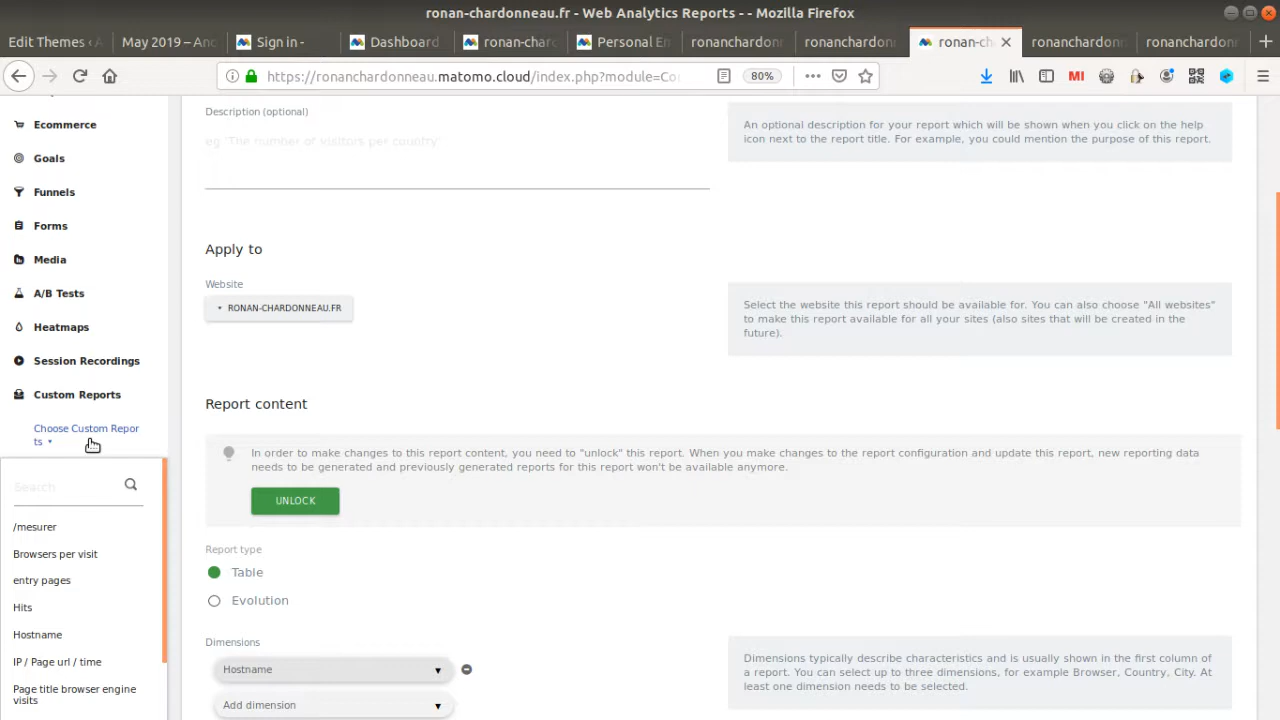 ronan-chardonneau.fr - Web Analytics Reports - - Mozilla Firefox
Edit Themes ‹ A
May 2019 – Anc
Sign in -
Dashboard
ronan-char
Personal Em
ronanchardonn
ronanchardonn
ronan-ch
ronanchardonn
ronanchardonn
https://ronanchardonneau.matomo.cloud/index.php?module=Co
80%
MI
Ecommerce
Goals
Funnels
Forms
Media
A/B Tests
Heatmaps
Session Recordings
Custom Reports
Choose Custom Repor
ts
Search
/mesurer
Browsers per visit
entry pages
Hits
Hostname
IP / Page url / time
Page title browser engine
visits
Description (optional)
eg 'The number of visitors per country'
An optional description for your report which will be shown when you click on the help
icon next to the report title. For example, you could mention the purpose of this report.
Apply to
Website
RONAN-CHARDONNEAU.FR
Select the website this report should be available for. You can also choose "All websites"
to make this report available for all your sites (also sites that will be created in the
future).
Report content
In order to make changes to this report content, you need to "unlock" this report. When you make changes to the report configuration and update this report, new reporting data
needs to be generated and previously generated reports for this report won't be available anymore.
UNLOCK
Report type
Table
Evolution
Dimensions
Hostname
Add dimension
Dimensions typically describe characteristics and is usually shown in the first column of
a report. You can select up to three dimensions, for example Browser, Country, City. At
least one dimension needs to be selected.